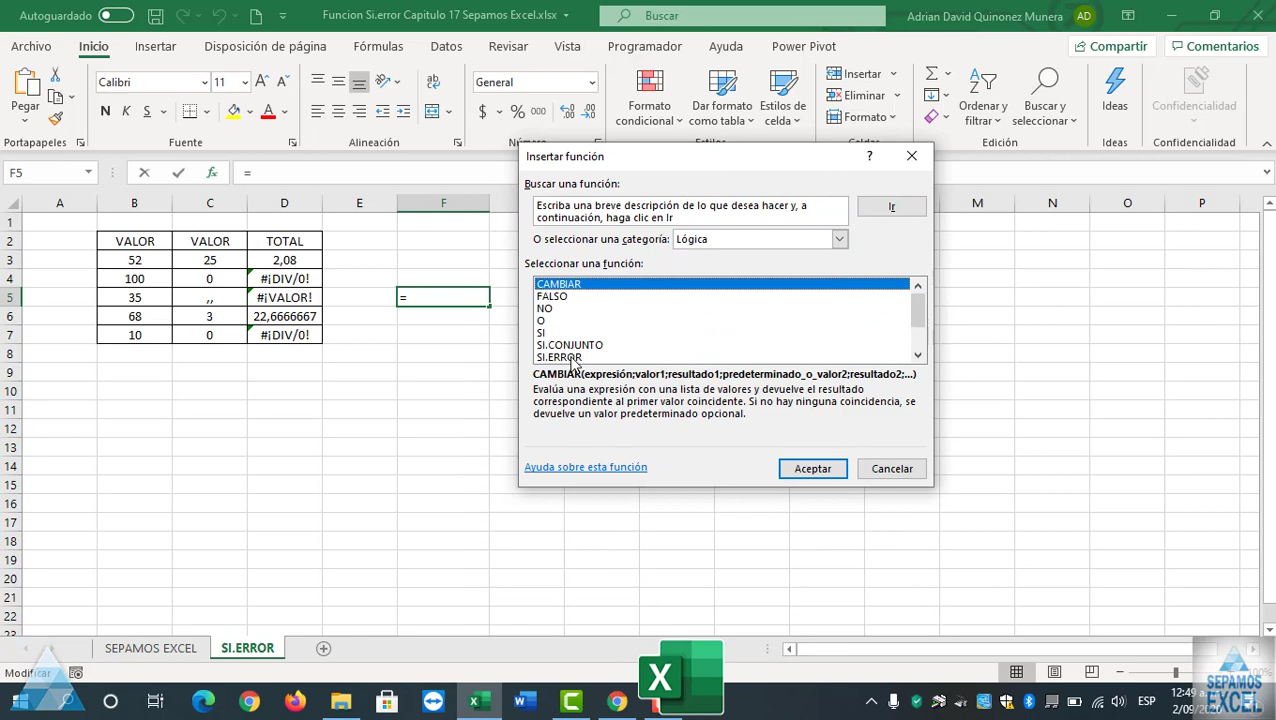 Autoguardado
Funcion Si.error Capitulo 17 Sepamos Excel.xlsx
Buscar
Adrian David Quinonez Munera
AD
Archivo Inicio Insertar Disposición de página Fórmulas Datos Revisar Vista Programador Ayuda Power Pivot
Compartir
Comentarios
Pegar
Calibri 11
N K S
General
$ % 000
Formato condicional
Dar formato como tabla
Estilos de celda
Insertar
Eliminar
Formato
Ordenar y filtrar
Buscar y seleccionar
Ideas
Confidencialidad
Portapapeles Fuente Alineación Número Estilos Celdas Edición Ideas Confidencialidad
F5 fx =
A B C D E F M N O P
1
2 VALOR VALOR TOTAL
3 52 25 2,08
4 100 0 #¡DIV/0!
5 35 ,, #¡VALOR! =
6 68 3 22,6666667
7 10 0 #¡DIV/0!
8
9
10
11
12
13
14
15
16
17
18
19
20
21
22
23
Insertar función ?
Buscar una función:
Escriba una breve descripción de lo que desea hacer y, a
continuación, haga clic en Ir
Ir
O seleccionar una categoría: Lógica
Seleccionar una función:
CAMBIAR
FALSO
NO
O
SI
SI.CONJUNTO
SI.ERROR
CAMBIAR(expresión;valor1;resultado1;predeterminado_o_valor2;resultado2;...)
Evalúa una expresión con una lista de valores y devuelve el resultado
correspondiente al primer valor coincidente. Si no hay ninguna coincidencia, se
devuelve un valor predeterminado opcional.
Ayuda sobre esta función
Aceptar
Cancelar
SEPAMOS EXCEL SI.ERROR
Modificar
100%
X
SEPAMOS
EXCEL
ESP
12:49 a.
2/09/2020